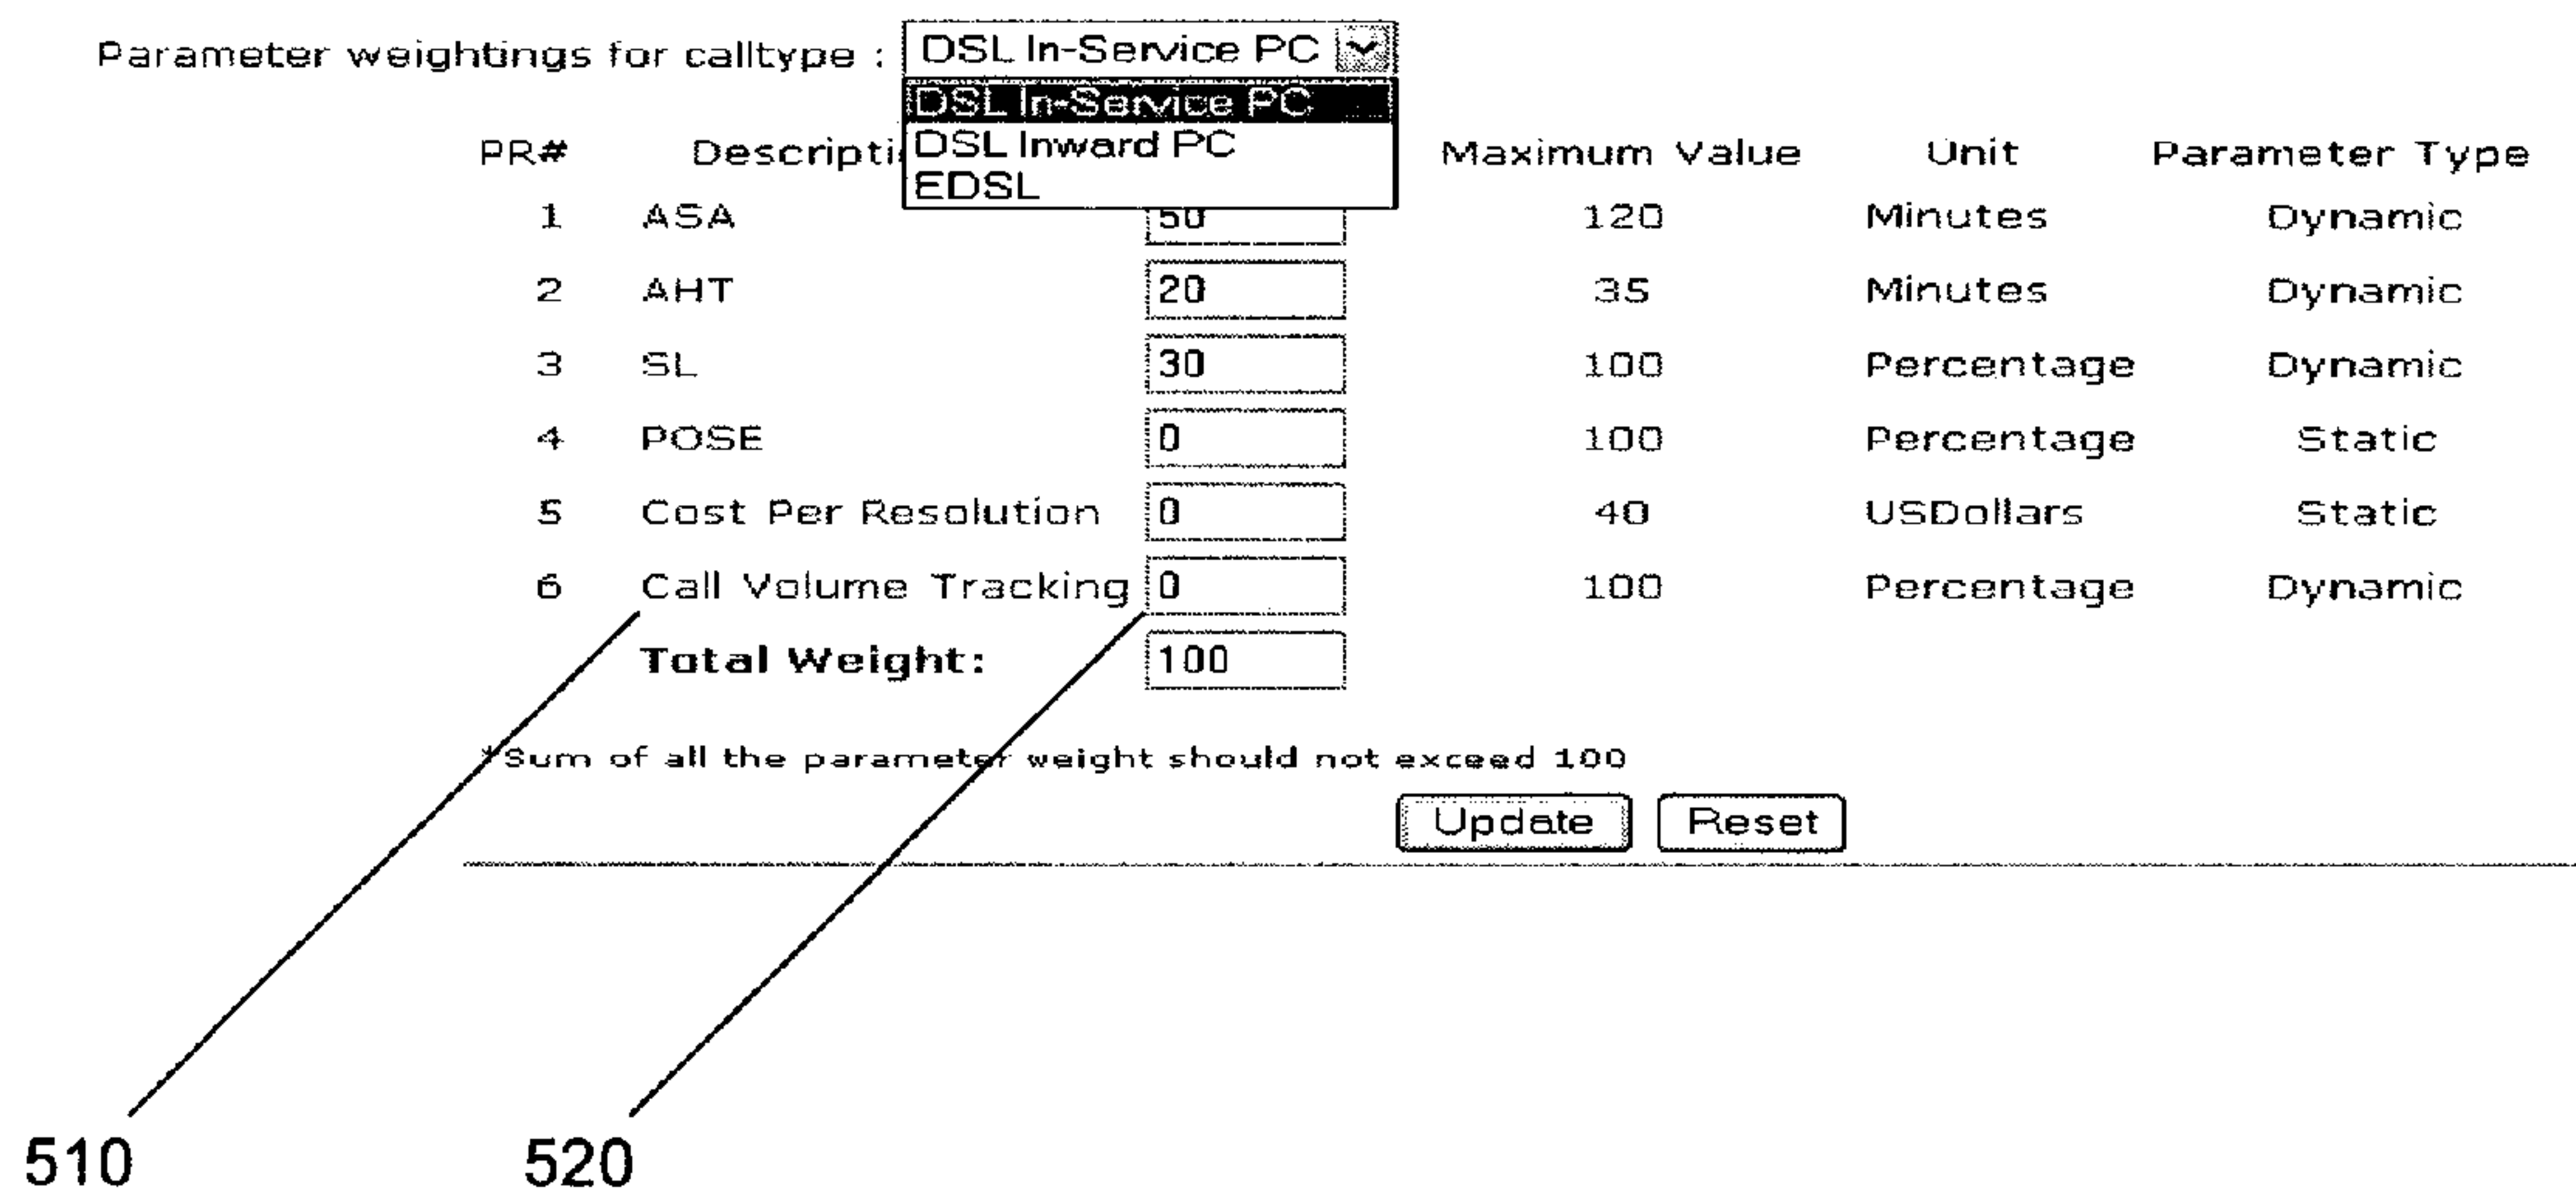 Parameter weightings for calltype : DSL In-Service PC
DSL In-Service PC
DSL Inward PC
EDSL
PR# Descripti Maximum Value Unit Parameter Type
1 ASA 50 120 Minutes Dynamic
2 AHT 20 35 Minutes Dynamic
3 SL 30 100 Percentage Dynamic
4 POSE 0 100 Percentage Static
5 Cost Per Resolution 0 40 USDollars Static
6 Call Volume Tracking 0 100 Percentage Dynamic
Total Weight: 100
*Sum of all the parameter weight should not exceed 100
Update Reset
510 520